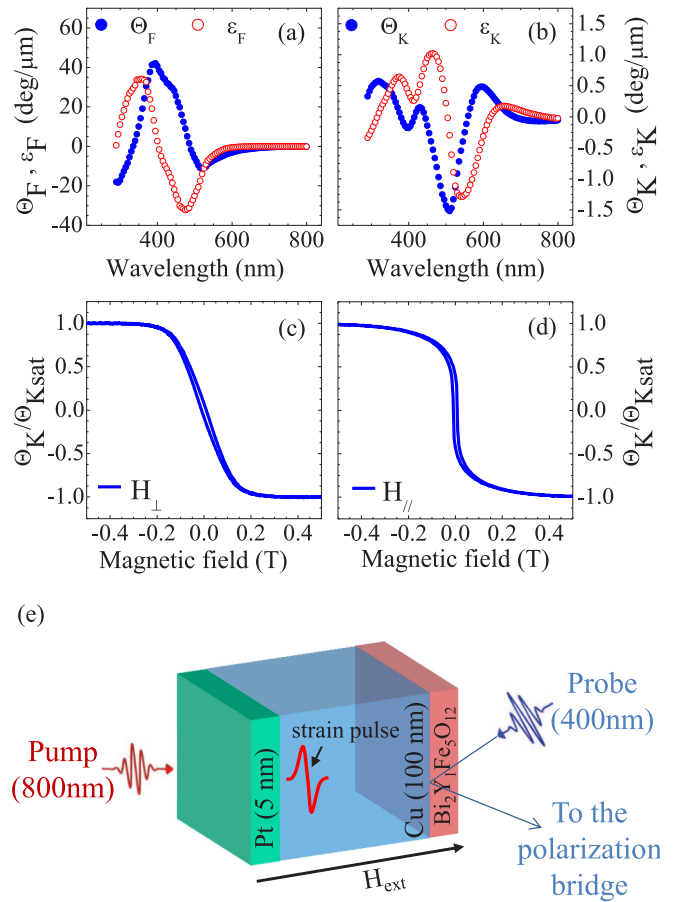 Θ_F ε_F (a)
Θ_F , ε_F (deg/μm)
60
40
20
0
-20
-40
400 600 800
Wavelength (nm)
Θ_K ε_K (b)
Θ_K , ε_K (deg/μm)
1.5
1.0
0.5
0.0
-0.5
-1.0
-1.5
400 600 800
Wavelength (nm)
(c)
Θ_K/Θ_Ksat
1.0
0.5
0.0
-0.5
-1.0
H_⊥
-0.4 -0.2 0.0 0.2 0.4
Magnetic field (T)
(d)
Θ_K/Θ_Ksat
1.0
0.5
0.0
-0.5
-1.0
H_//
-0.4 -0.2 0.0 0.2 0.4
Magnetic field (T)
(e)
Pump
(800nm)
Pt (5 nm)
strain pulse
Cu (100 nm)
Bi₂Y₁Fe₅O₁₂
Probe
(400nm)
To the
polarization
bridge
H_ext